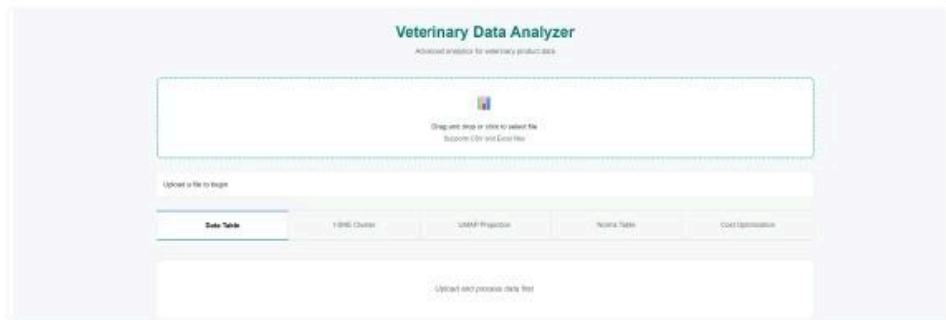 Veterinary Data Analyzer
Advanced analytics for veterinary product data
Drag and drop or click to select file
Supports CSV and Excel files
Upload a file to begin
Data Table
t-SNE Cluster
UMAP Projection
Norms Table
Cost Optimization
Upload and process data first